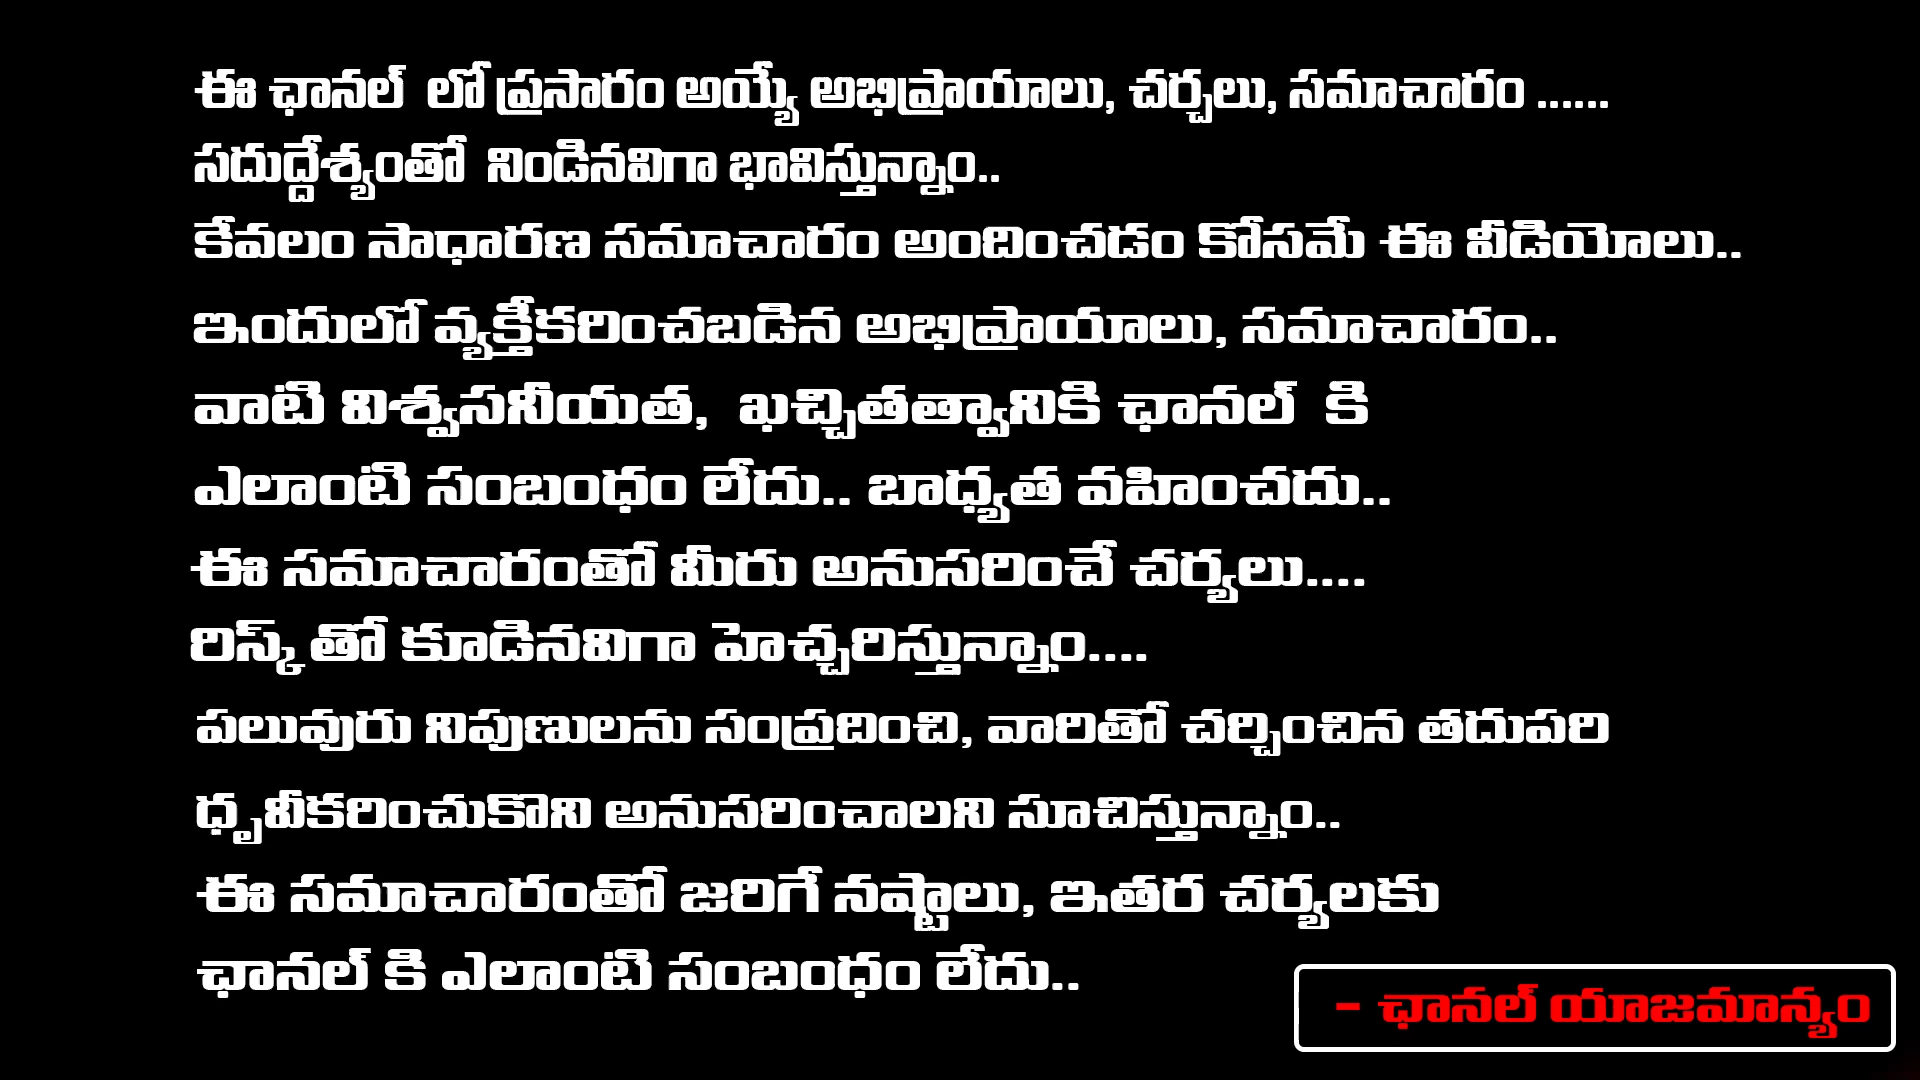 ఈ ఛానల్ లో ప్రసారం అయ్యే అభిప్రాయాలు, చర్చలు, సమాచారం ......
సదుద్దేశ్యంతో నిండినవిగా భావిస్తున్నాం..
కేవలం సాధారణ సమాచారం అందించడం కోసమే ఈ వీడియోలు..
ఇందులో వ్యక్తీకరించబడిన అభిప్రాయాలు, సమాచారం..
వాటి విశ్వసనీయత, ఖచ్చితత్వానికి ఛానల్ కి
ఎలాంటి సంబంధం లేదు.. బాధ్యత వహించదు..
ఈ సమాచారంతో మీరు అనుసరించే చర్యలు....
రిస్క్ తో కూడినవిగా హెచ్చరిస్తున్నాం....
పలువురు నిపుణులను సంప్రదించి, వారితో చర్చించిన తదుపరి
ధృవీకరించుకొని అనుసరించాలని సూచిస్తున్నాం..
ఈ సమాచారంతో జరిగే నష్టాలు, ఇతర చర్యలకు
ఛానల్ కి ఎలాంటి సంబంధం లేదు..
- ఛానల్ యాజమాన్యం